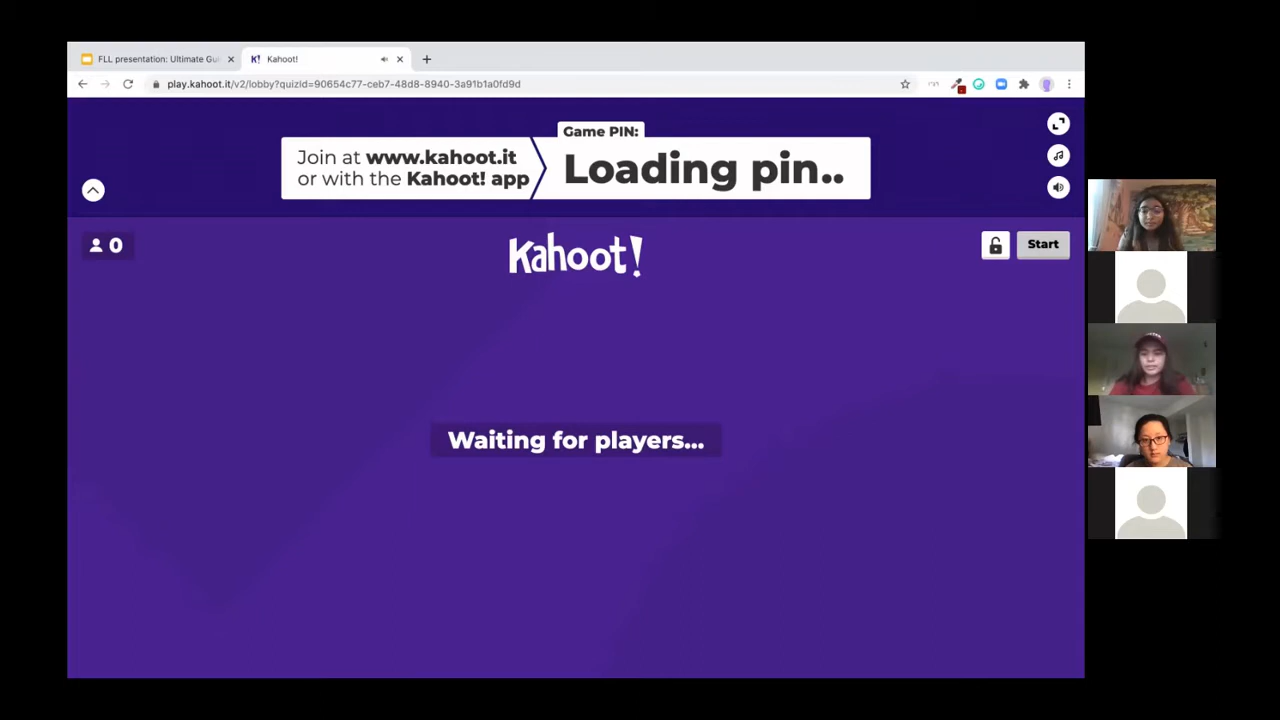 FLL presentation: Ultimate Gui
Kahoot!
play.kahoot.it/v2/lobby?quizId=90654c77-ceb7-48d8-8940-3a91b1a0fd9d
Game PIN:
Join at www.kahoot.it
or with the Kahoot! app
Loading pin..
0
Kahoot!
Start
Waiting for players...